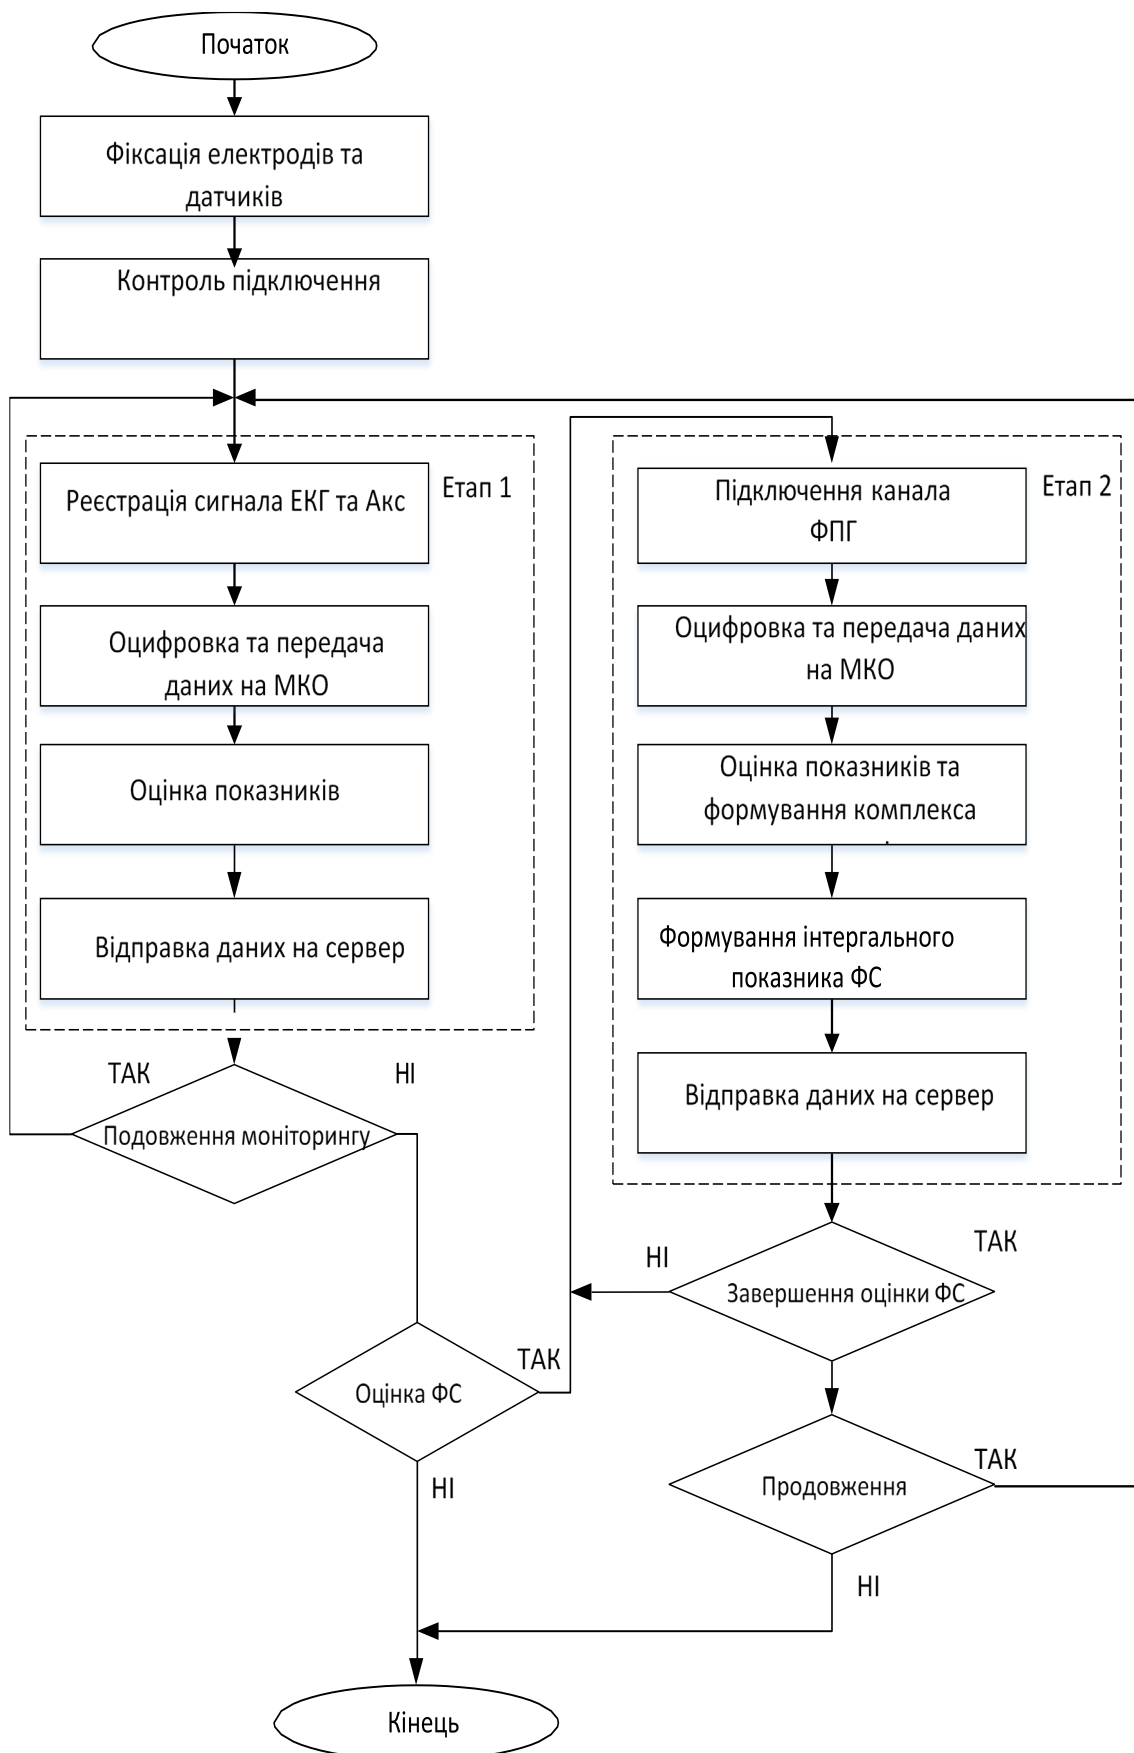 Початок
Фіксація електродів та
датчиків
Контроль підключення
Етап 1
Реєстрація сигнала ЕКГ та Акс
Оцифровка та передача
даних на МКО
Оцінка показників
Відправка даних на сервер
ТАК
НІ
Подовження моніторингу
Оцінка ФС
ТАК
НІ
Етап 2
Підключення канала
ФПГ
Оцифровка та передача даних
на МКО
Оцінка показників та
формування комплекса
Формування інтергального
показника ФС
Відправка даних на сервер
НІ
ТАК
Завершення оцінки ФС
Продовження
ТАК
НІ
Кінець